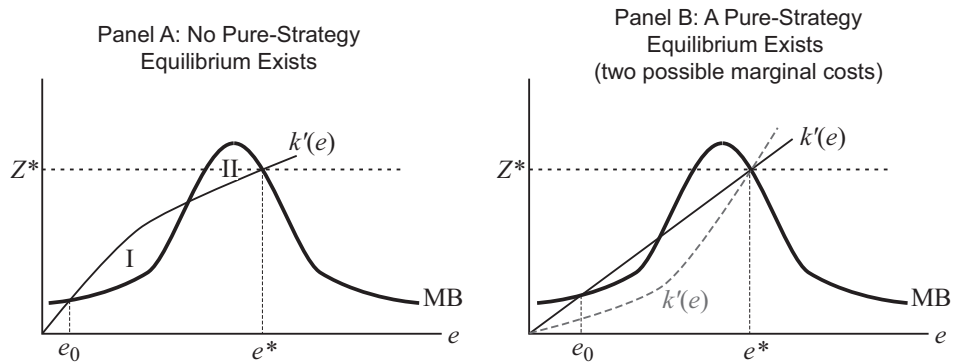 Panel A: No Pure-Strategy
Equilibrium Exists
k′(e)
Z*
II
I
MB
e₀
e*
e
Panel B: A Pure-Strategy
Equilibrium Exists
(two possible marginal costs)
k′(e)
Z*
k′(e)
MB
e₀
e*
e